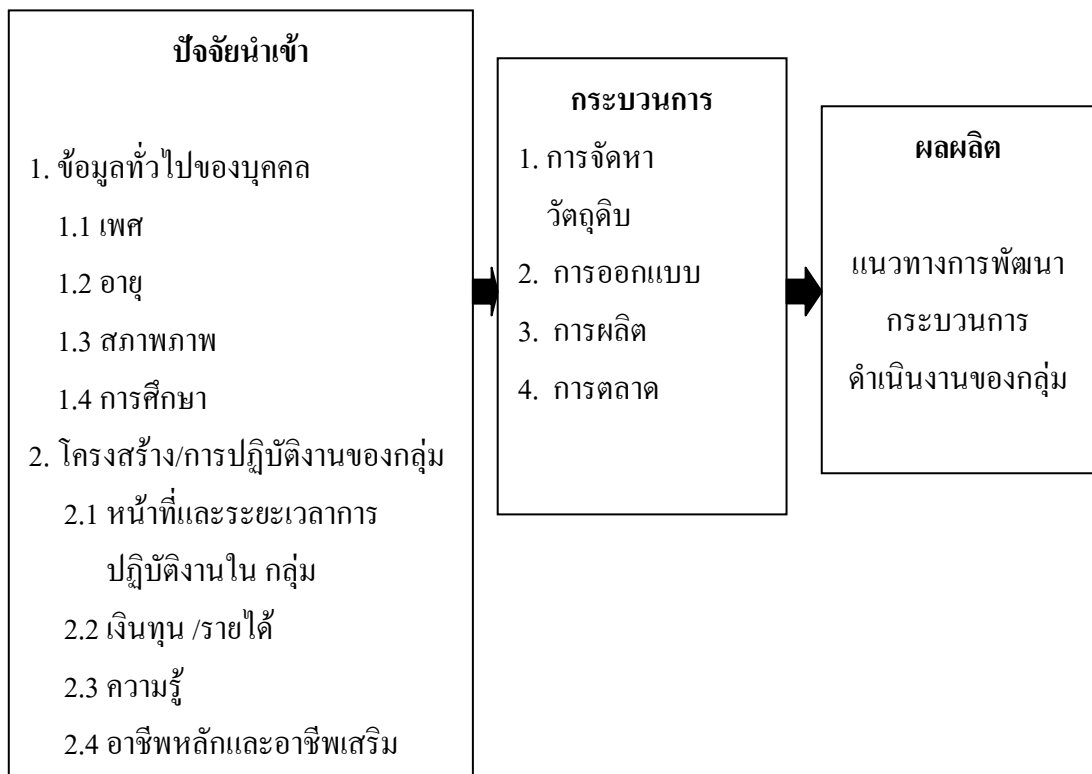 ปัจจัยนำเข้า
1. ข้อมูลทั่วไปของบุคคล
1.1 เพศ
1.2 อายุ
1.3 สภาพภาพ
1.4 การศึกษา
2. โครงสร้าง/การปฏิบัติงานของกลุ่ม
2.1 หน้าที่และระยะเวลาการ
ปฏิบัติงานใน กลุ่ม
2.2 เงินทุน /รายได้
2.3 ความรู้
2.4 อาชีพหลักและอาชีพเสริม
กระบวนการ
1. การจัดหา
วัตถุดิบ
2. การออกแบบ
3. การผลิต
4. การตลาด
ผลผลิต
แนวทางการพัฒนา
กระบวนการ
ดำเนินงานของกลุ่ม